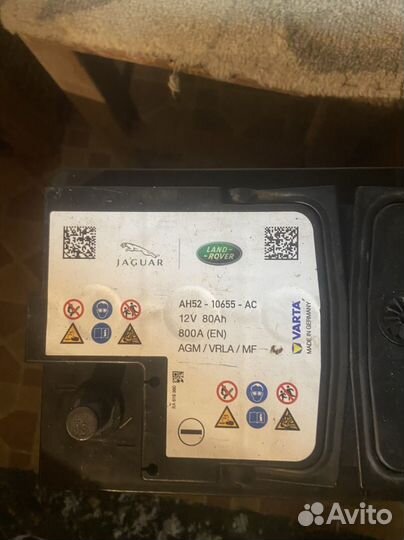 JAGUAR
LAND-
ROVER
AH52 - 10655 - AC
12V 80Ah
800A (EN)
AGM / VRLA / MF
VARTA
MADE IN GERMANY
Avito